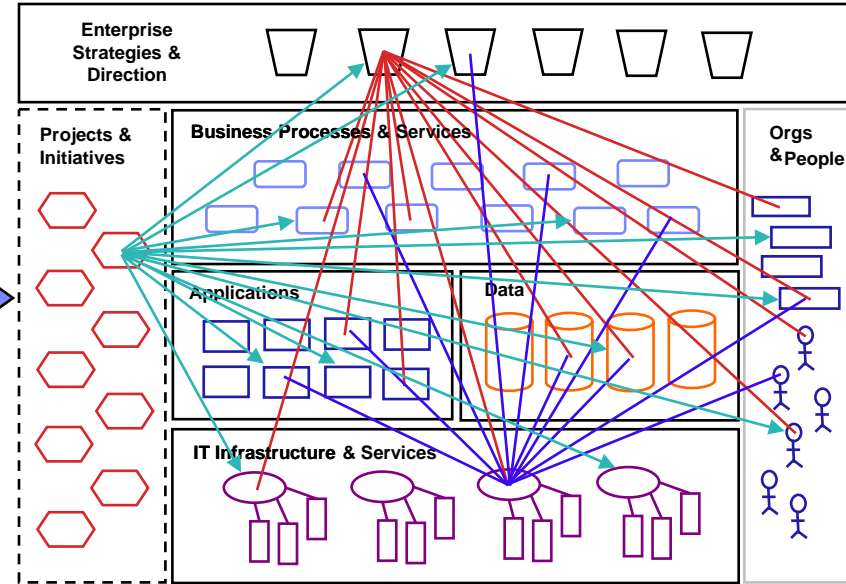 Enterprise
Strategies &
Direction
Projects &
Initiatives
Business Processes & Services
Orgs
&People
Applications
Data
IT Infrastructure & Services